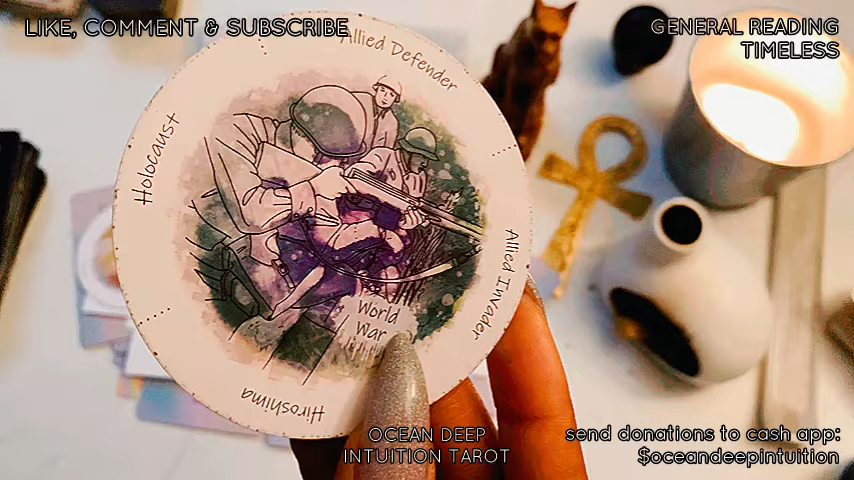 LIKE, COMMENT & SUBSCRIBE
GENERAL READING
TIMELESS
Allied Defender
Holocaust
Allied Invader
World
War
Hiroshima
OCEAN DEEP
INTUITION TAROT
send donations to cash app:
$oceandeepintuition